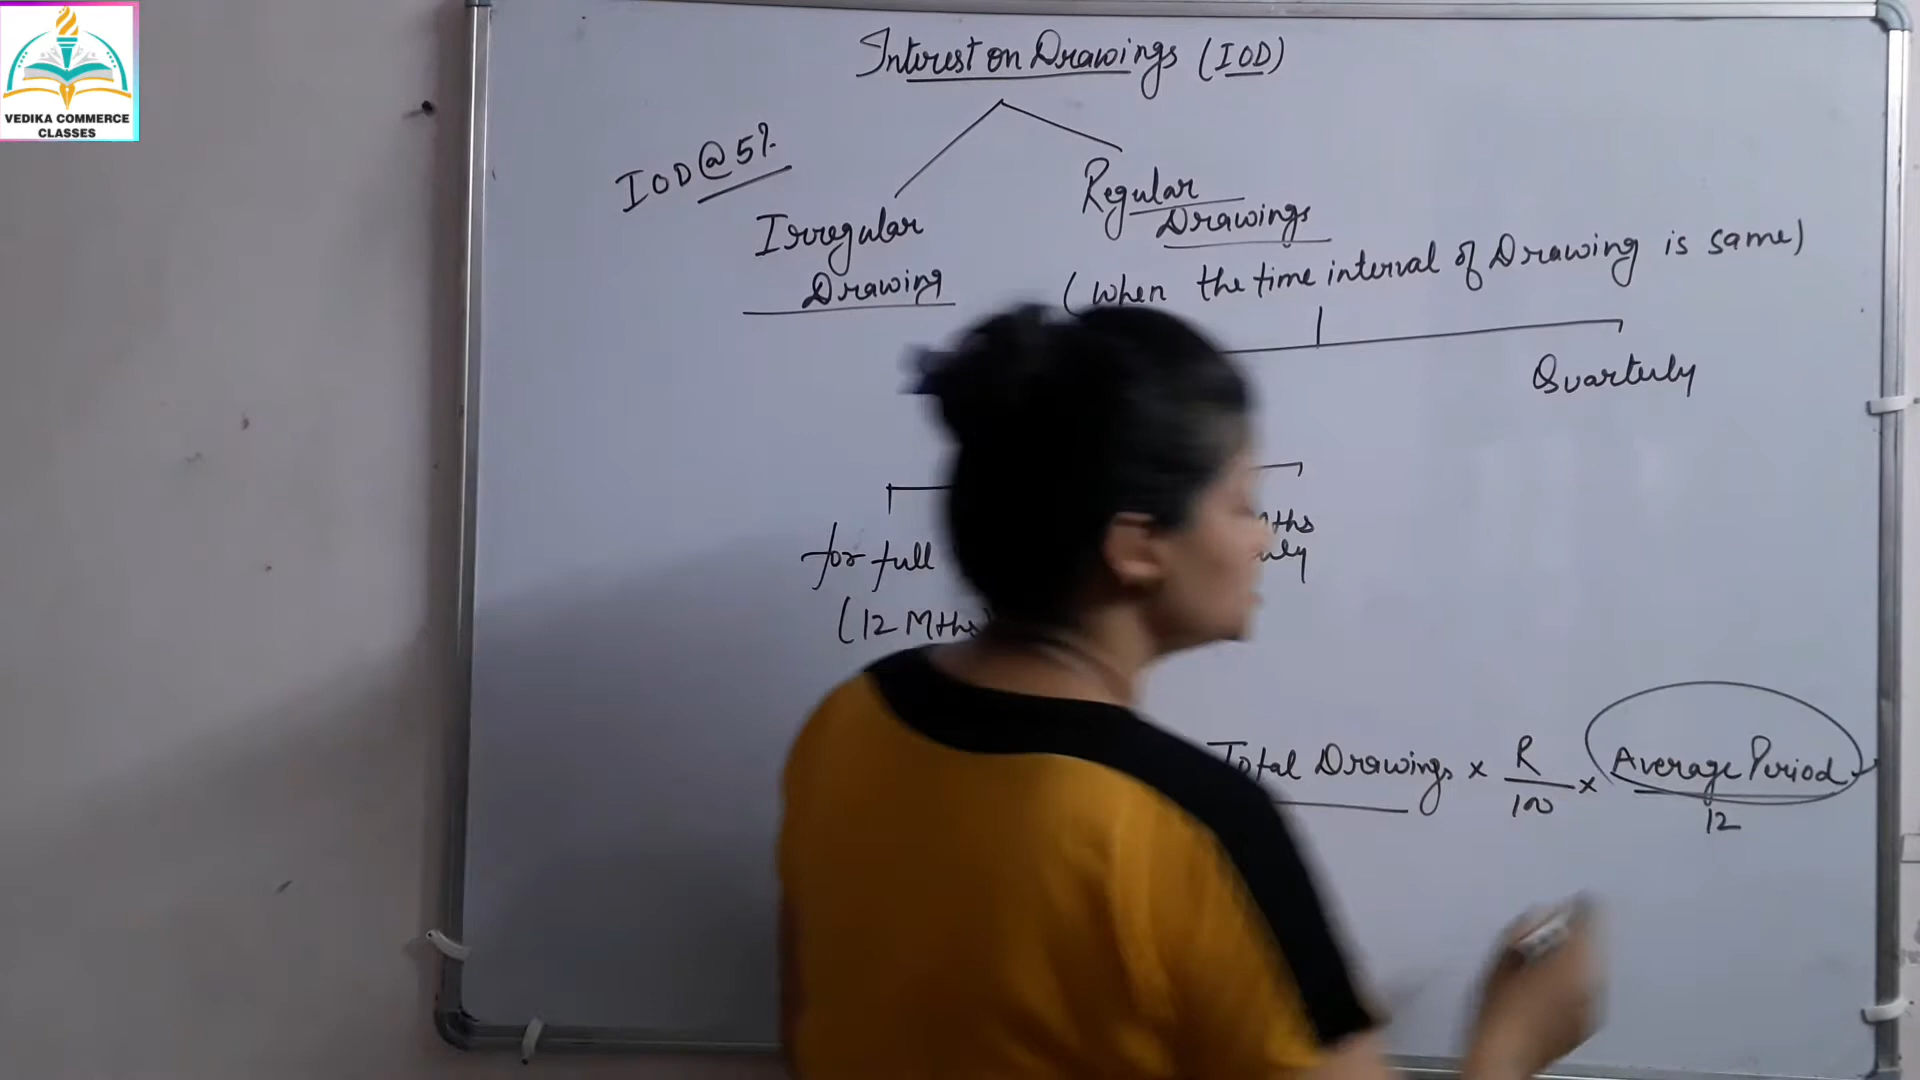 VEDIKA COMMERCE
CLASSES
Interest on Drawings (IOD)
IOD @ 5%
Irregular
Drawing
Regular
Drawings
(when the time interval of Drawing is same)
Quarterly
for full
(12 Mths)
Total Drawings × R/100 × Average Period/12